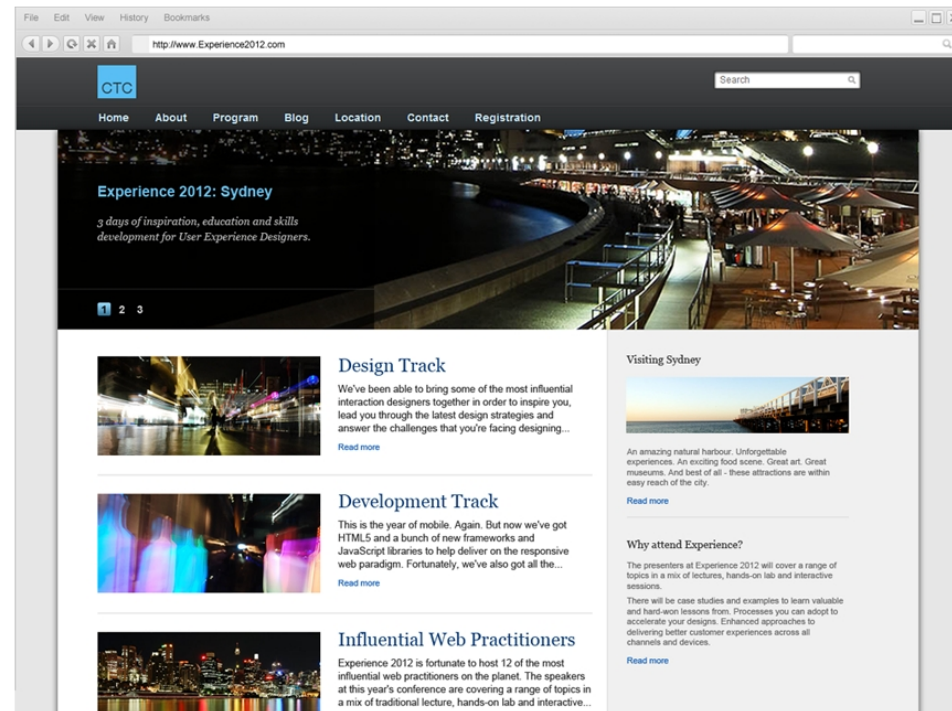 File Edit View History Bookmarks
http://www.Experience2012.com
CTC
Search
Home About Program Blog Location Contact Registration
Experience 2012: Sydney
3 days of inspiration, education and skills
development for User Experience Designers.
1 2 3
Design Track
We've been able to bring some of the most influential
interaction designers together in order to inspire you,
lead you through the latest design strategies and
answer the challenges that you're facing designing...
Read more
Development Track
This is the year of mobile. Again. But now we've got
HTML5 and a bunch of new frameworks and
JavaScript libraries to help deliver on the responsive
web paradigm. Fortunately, we've also got all the...
Read more
Influential Web Practitioners
Experience 2012 is fortunate to host 12 of the most
influential web practitioners on the planet. The speakers
at this year's conference are covering a range of topics in
a mix of traditional lecture, hands-on lab and interactive...
Visiting Sydney
An amazing natural harbour. Unforgettable
experiences. An exciting food scene. Great art. Great
museums. And best of all - these attractions are within
easy reach of the city.
Read more
Why attend Experience?
The presenters at Experience 2012 will cover a range of
topics in a mix of lectures, hands-on lab and interactive
sessions.
There will be case studies and examples to learn valuable
and hard-won lessons from. Processes you can adopt to
accelerate your designs. Enhanced approaches to
delivering better customer experiences across all
channels and devices.
Read more